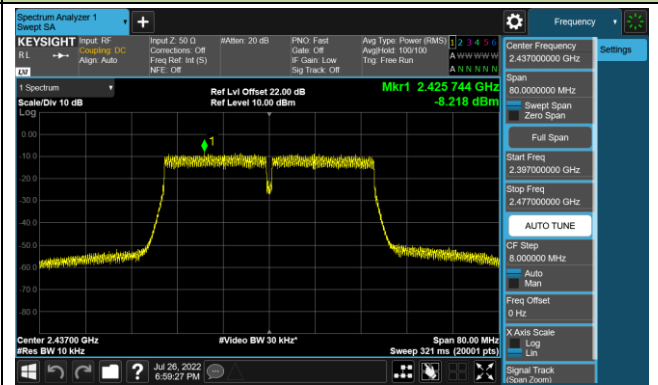 Spectrum Analyzer 1
Swept SA
Frequency
KEYSIGHT
RL
Input: RF
Coupling: DC
Align: Auto
Input Z: 50 Ω
Corrections: Off
Freq Ref: Int (S)
NFE: Off
#Atten: 20 dB
PNO: Fast
Gate: Off
IF Gain: Low
Sig Track: Off
Avg Type: Power (RMS)
Avg|Hold: 100/100
Trig: Free Run
1 2 3 4 5 6
A W W W W W
A N N N N N
LXI
1 Spectrum
Scale/Div 10 dB
Log
Ref Lvl Offset 22.00 dB
Ref Level 10.00 dBm
Mkr1 2.425 744 GHz
-8.218 dBm
1
0.00
-10.0
-20.0
-30.0
-40.0
-50.0
-60.0
-70.0
-80.0
Center 2.43700 GHz
#Res BW 10 kHz
#Video BW 30 kHz*
Span 80.00 MHz
Sweep 321 ms (20001 pts)
Jul 26, 2022
6:59:27 PM
Center Frequency
2.437000000 GHz
Span
80.0000000 MHz
Swept Span
Zero Span
Full Span
Start Freq
2.397000000 GHz
Stop Freq
2.477000000 GHz
AUTO TUNE
CF Step
8.000000 MHz
Auto
Man
Freq Offset
0 Hz
X Axis Scale
Log
Lin
Signal Track
(Span Zoom)
Settings